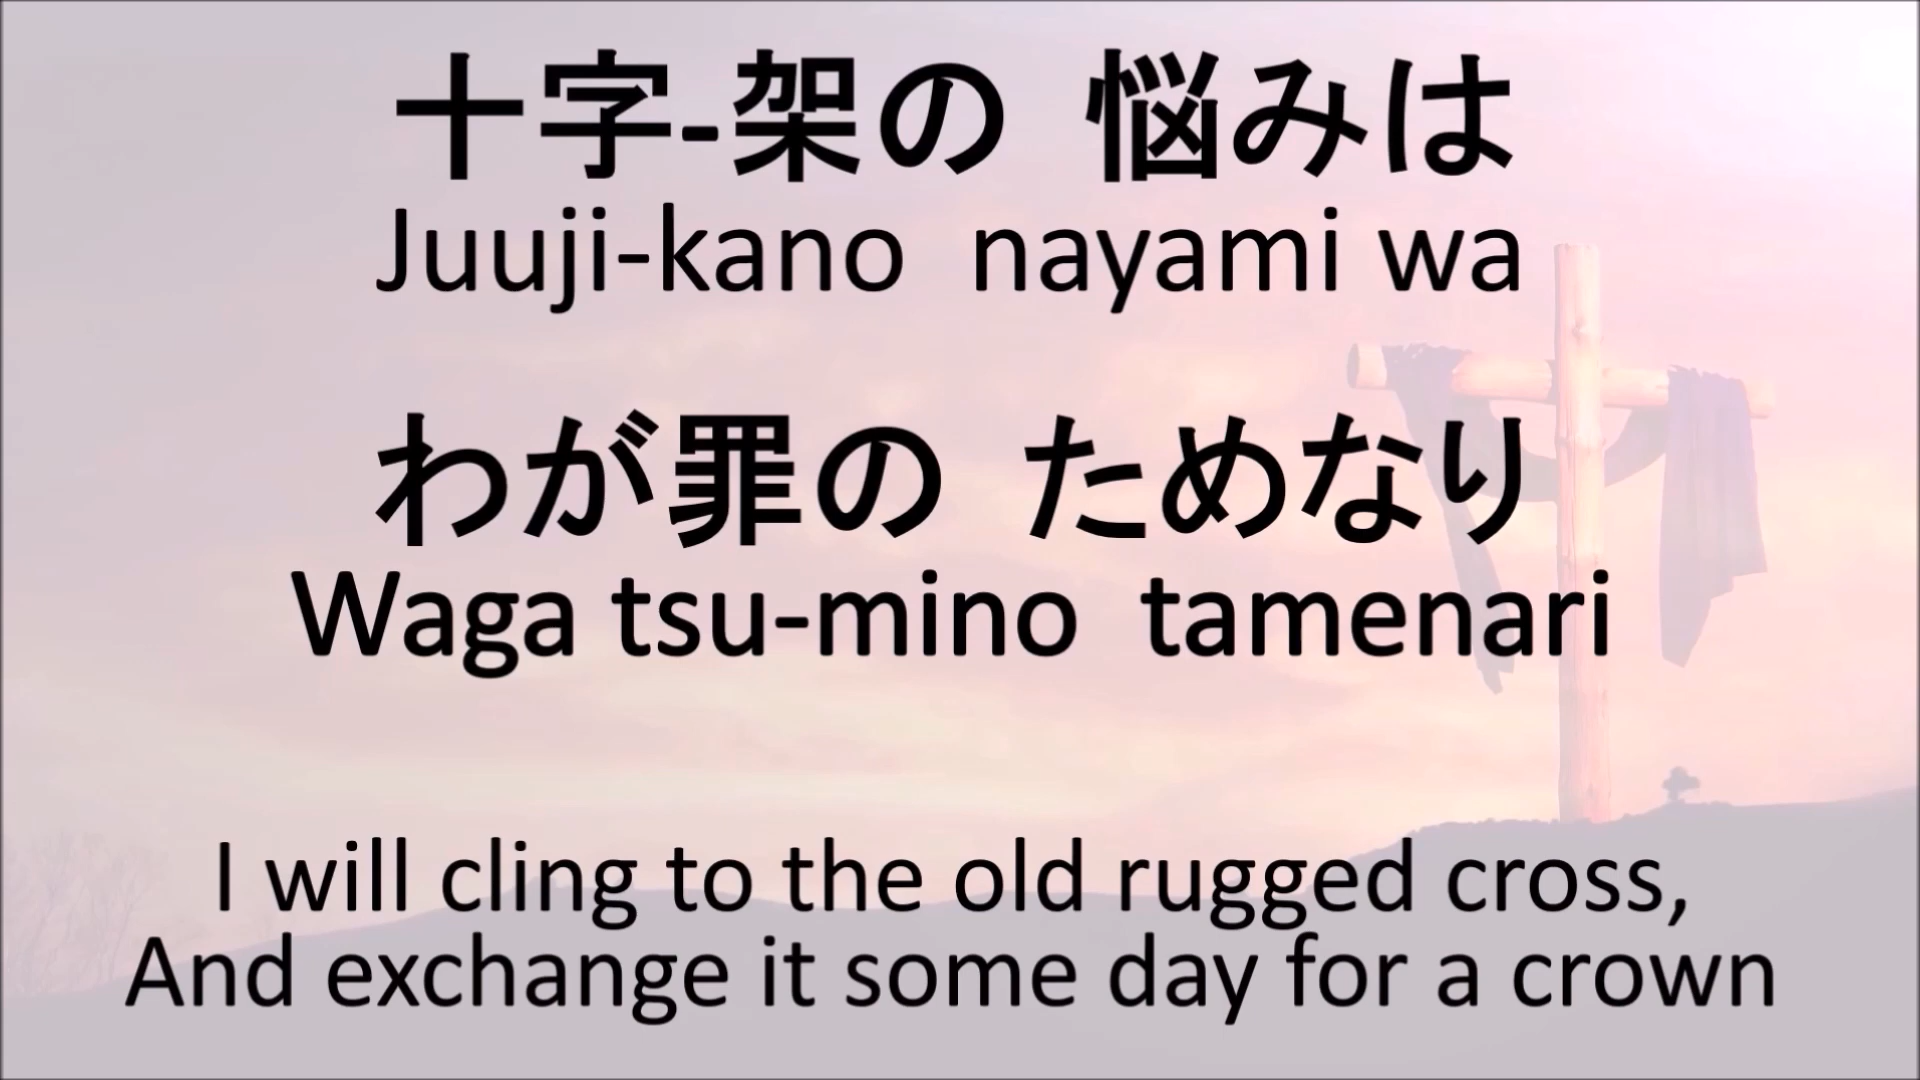 十字-架の 悩みは
Juuji-kano nayami wa
わが罪の ためなり
Waga tsu-mino tamenari
I will cling to the old rugged cross,
And exchange it some day for a crown